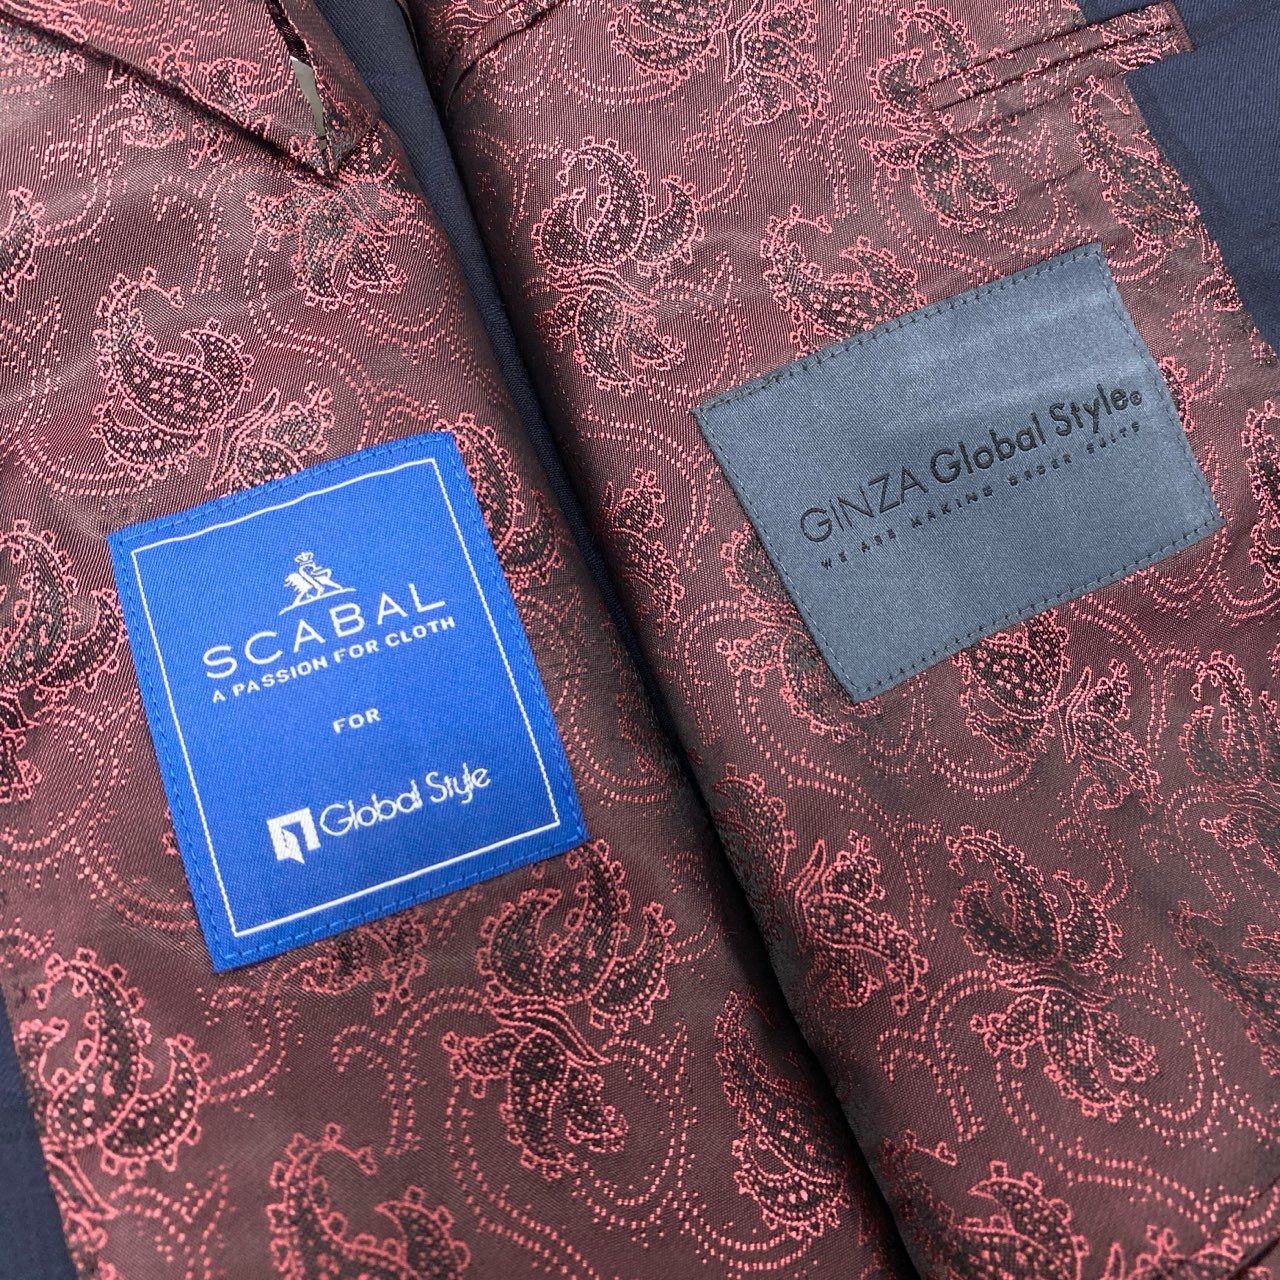 SCABAL
A PASSION FOR CLOTH
FOR
Global Style
GINZA Global Style®
WE ARE MAKING ORDER SUITS